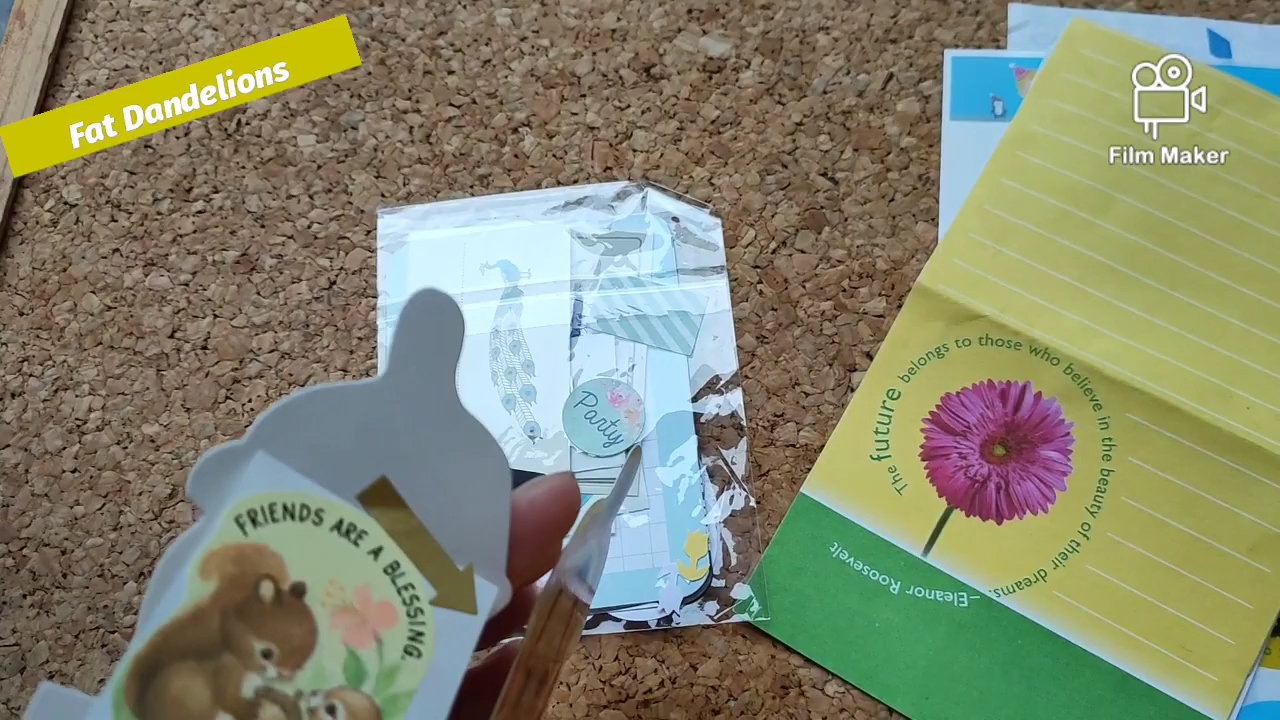 Fat Dandelions
Film Maker
The future belongs to those who believe in the beauty of their dreams.
–Eleanor Roosevelt
Party
FRIENDS ARE A BLESSING.